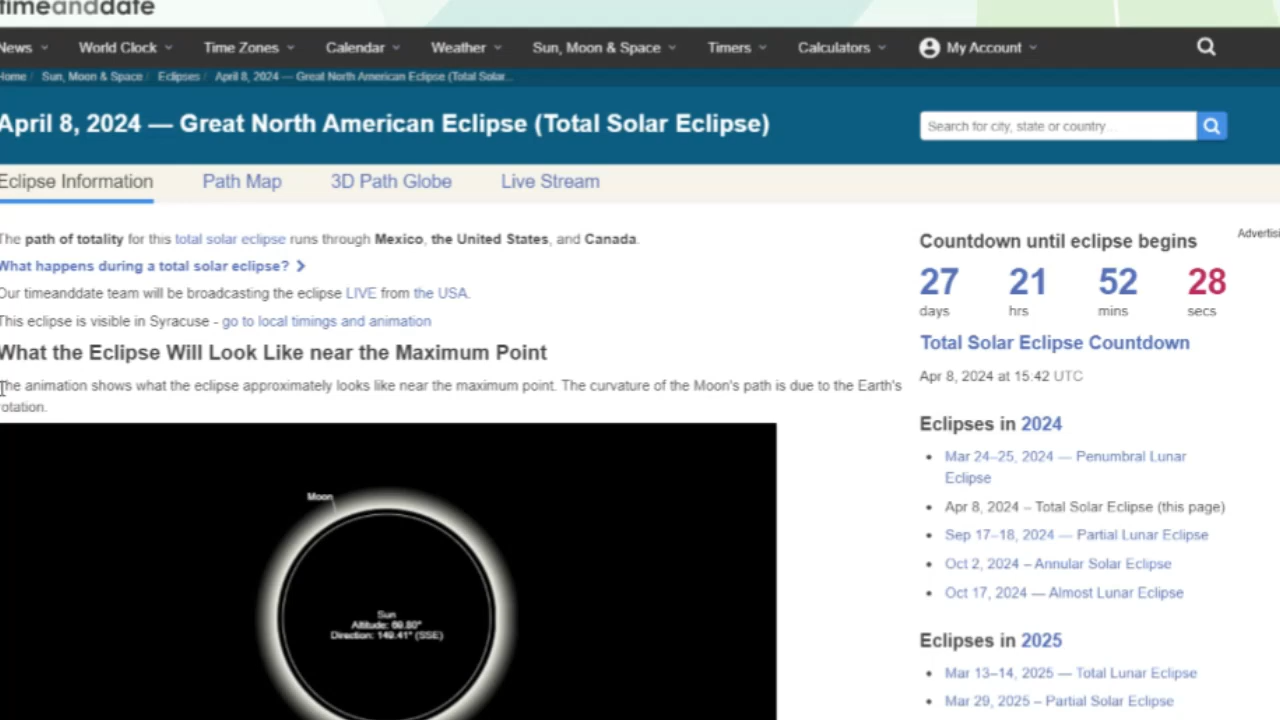 timeanddate
News
World Clock
Time Zones
Calendar
Weather
Sun, Moon & Space
Timers
Calculators
My Account
Home / Sun, Moon & Space / Eclipses / April 8, 2024 — Great North American Eclipse (Total Solar...
April 8, 2024 — Great North American Eclipse (Total Solar Eclipse)
Search for city, state or country...
Eclipse Information
Path Map
3D Path Globe
Live Stream
The path of totality for this total solar eclipse runs through Mexico, the United States, and Canada.
What happens during a total solar eclipse?
Our timeanddate team will be broadcasting the eclipse LIVE from the USA.
This eclipse is visible in Syracuse - go to local timings and animation
What the Eclipse Will Look Like near the Maximum Point
The animation shows what the eclipse approximately looks like near the maximum point. The curvature of the Moon's path is due to the Earth's
rotation.
Moon
Sun
Altitude: 69.80°
Direction: 149.41° (SSE)
Advertisi
Countdown until eclipse begins
27 21 52 28
days hrs mins secs
Total Solar Eclipse Countdown
Apr 8, 2024 at 15:42 UTC
Eclipses in 2024
Mar 24–25, 2024 — Penumbral Lunar
Eclipse
Apr 8, 2024 – Total Solar Eclipse (this page)
Sep 17–18, 2024 — Partial Lunar Eclipse
Oct 2, 2024 – Annular Solar Eclipse
Oct 17, 2024 — Almost Lunar Eclipse
Eclipses in 2025
Mar 13–14, 2025 — Total Lunar Eclipse
Mar 29, 2025 – Partial Solar Eclipse